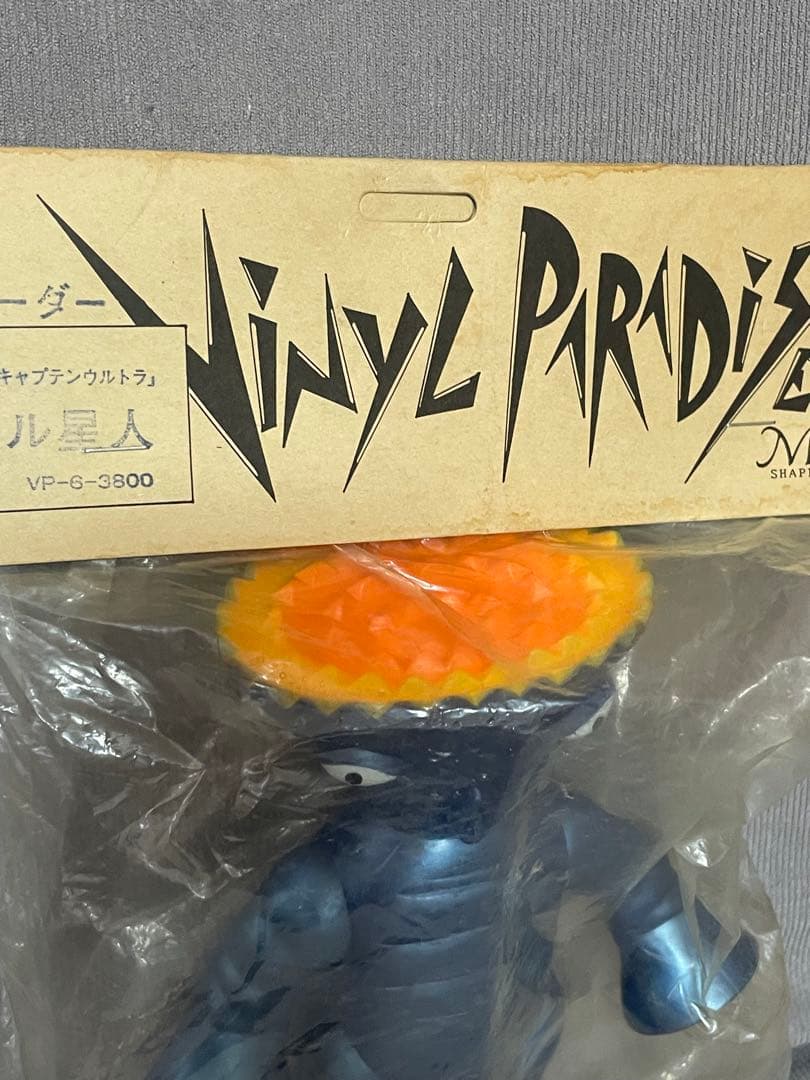 ーダー
VINYL PARADISE
キャプテンウルトラ」
ル星人
VP-6-3800
SHAP